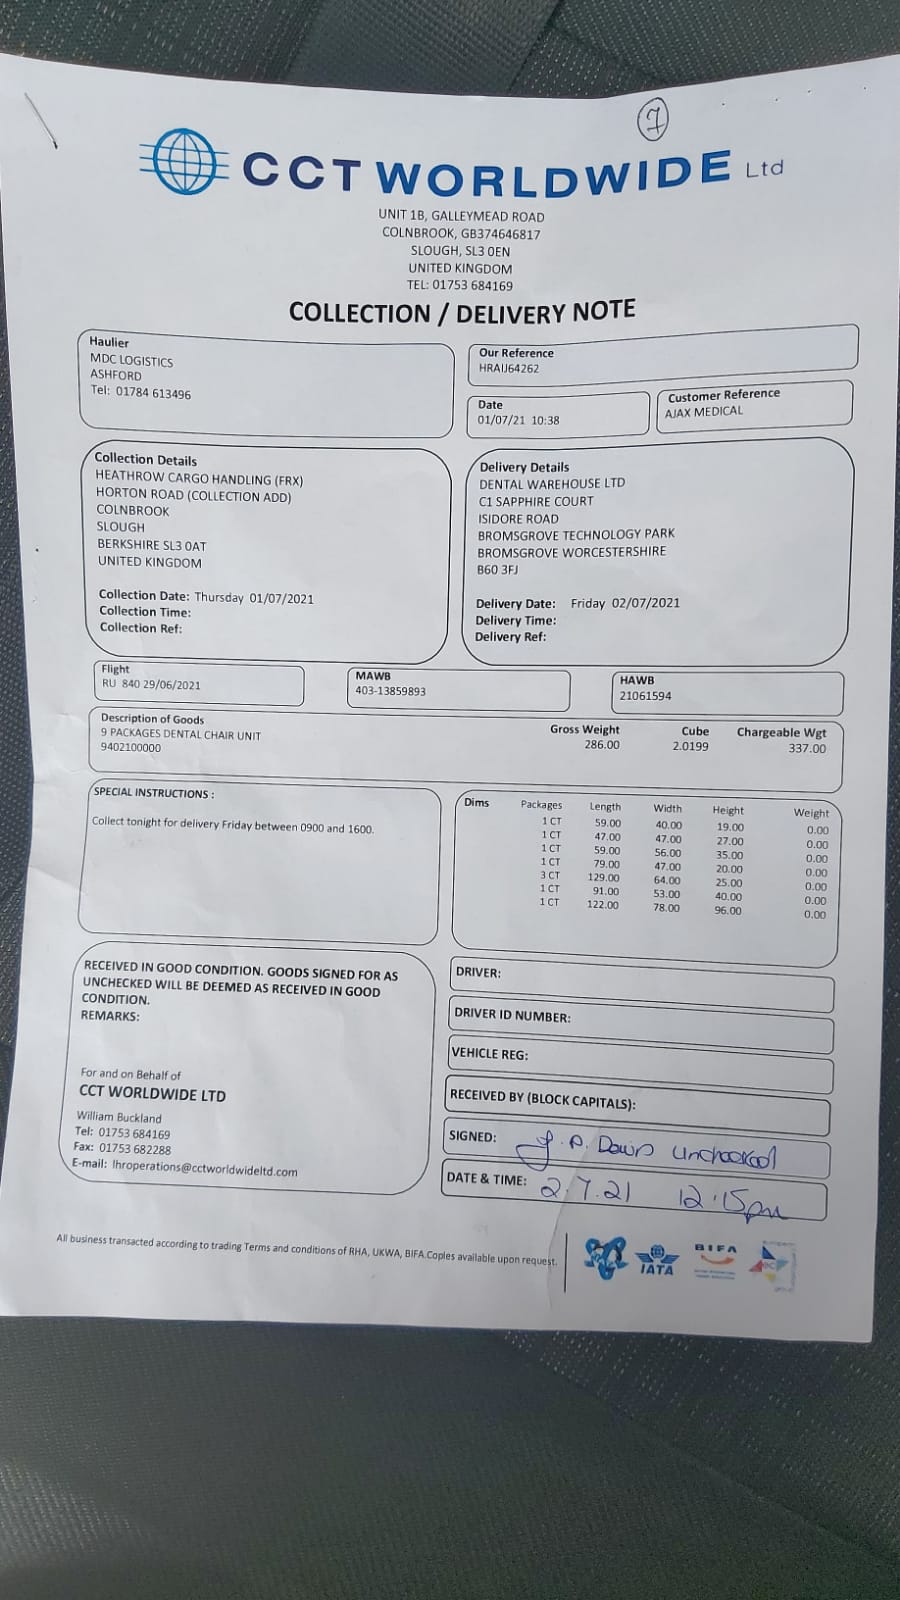 7
CCT WORLDWIDE Ltd
UNIT 1B, GALLEYMEAD ROAD
COLNBROOK, GB374646817
SLOUGH, SL3 0EN
UNITED KINGDOM
TEL: 01753 684169
COLLECTION / DELIVERY NOTE
Haulier
MDC LOGISTICS
ASHFORD
Tel: 01784 613496
Our Reference
HRAIJ64262
Date
01/07/21 10:38
Customer Reference
AJAX MEDICAL
Collection Details
HEATHROW CARGO HANDLING (FRX)
HORTON ROAD (COLLECTION ADD)
COLNBROOK
SLOUGH
BERKSHIRE SL3 0AT
UNITED KINGDOM
Collection Date: Thursday 01/07/2021
Collection Time:
Collection Ref:
Delivery Details
DENTAL WAREHOUSE LTD
C1 SAPPHIRE COURT
ISIDORE ROAD
BROMSGROVE TECHNOLOGY PARK
BROMSGROVE WORCESTERSHIRE
B60 3FJ
Delivery Date: Friday 02/07/2021
Delivery Time:
Delivery Ref:
Flight
RU 840 29/06/2021
MAWB
403-13859893
HAWB
21061594
Description of Goods Gross Weight Cube Chargeable Wgt
9 PACKAGES DENTAL CHAIR UNIT 286.00 2.0199 337.00
9402100000
SPECIAL INSTRUCTIONS :
Collect tonight for delivery Friday between 0900 and 1600.
Dims Packages Length Width Height Weight
1 CT 59.00 40.00 19.00 0.00
1 CT 47.00 47.00 27.00 0.00
1 CT 59.00 56.00 35.00 0.00
1 CT 79.00 47.00 20.00 0.00
3 CT 129.00 64.00 25.00 0.00
1 CT 91.00 53.00 40.00 0.00
1 CT 122.00 78.00 96.00 0.00
RECEIVED IN GOOD CONDITION. GOODS SIGNED FOR AS
UNCHECKED WILL BE DEEMED AS RECEIVED IN GOOD
CONDITION.
REMARKS:
For and on Behalf of
CCT WORLDWIDE LTD
William Buckland
Tel: 01753 684169
Fax: 01753 682288
E-mail: lhroperations@cctworldwideltd.com
DRIVER:
DRIVER ID NUMBER:
VEHICLE REG:
RECEIVED BY (BLOCK CAPITALS):
SIGNED: J. P. unchecked
DATE & TIME: 2.7.21 12.15pm
All business transacted according to trading Terms and conditions of RHA, UKWA, BIFA.Copies available upon request.
IATA
BIFA